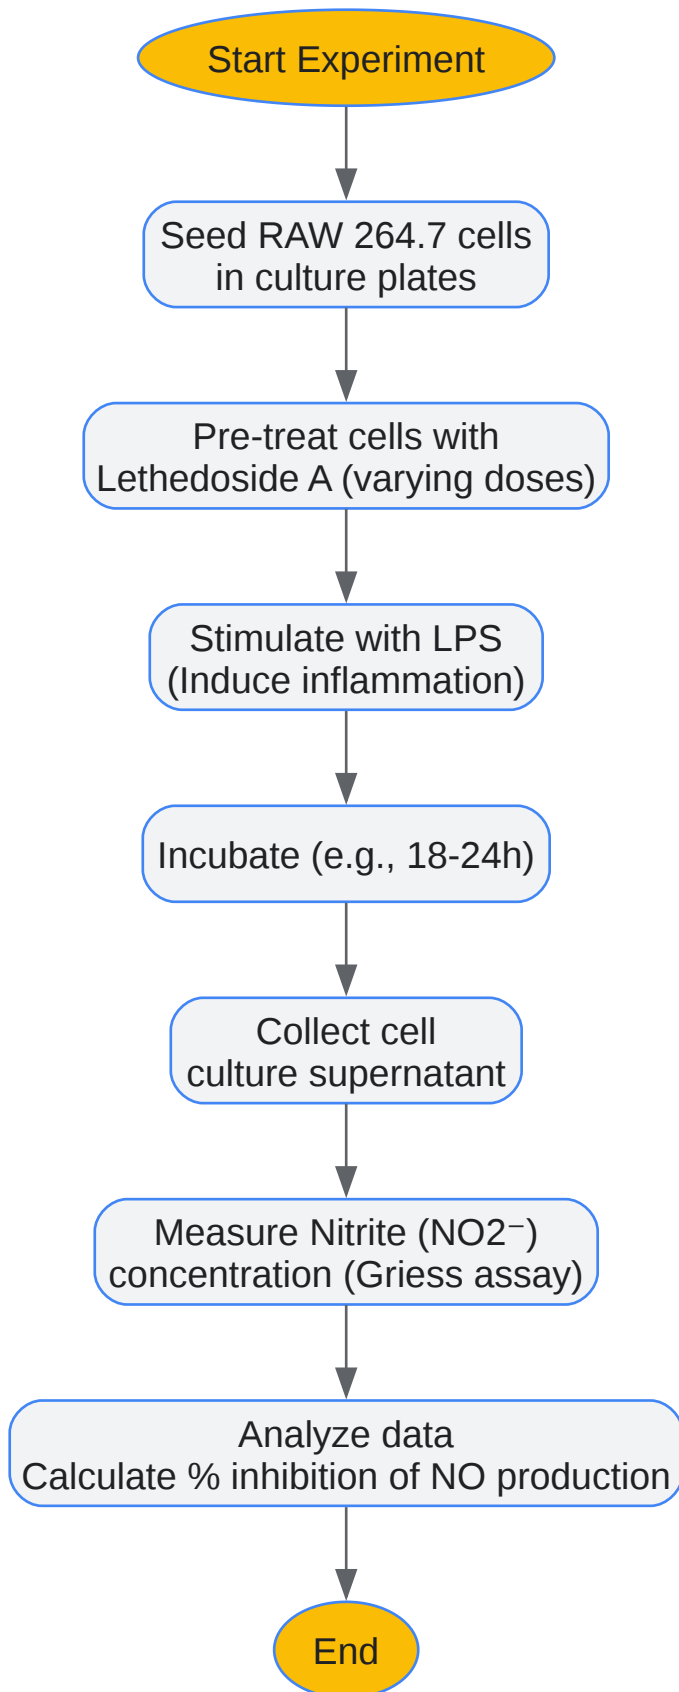 Start Experiment
Seed RAW 264.7 cells
in culture plates
Pre-treat cells with
Lethedoside A (varying doses)
Stimulate with LPS
(Induce inflammation)
Incubate (e.g., 18-24h)
Collect cell
culture supernatant
Measure Nitrite (NO2⁻)
concentration (Griess assay)
Analyze data
Calculate % inhibition of NO production
End